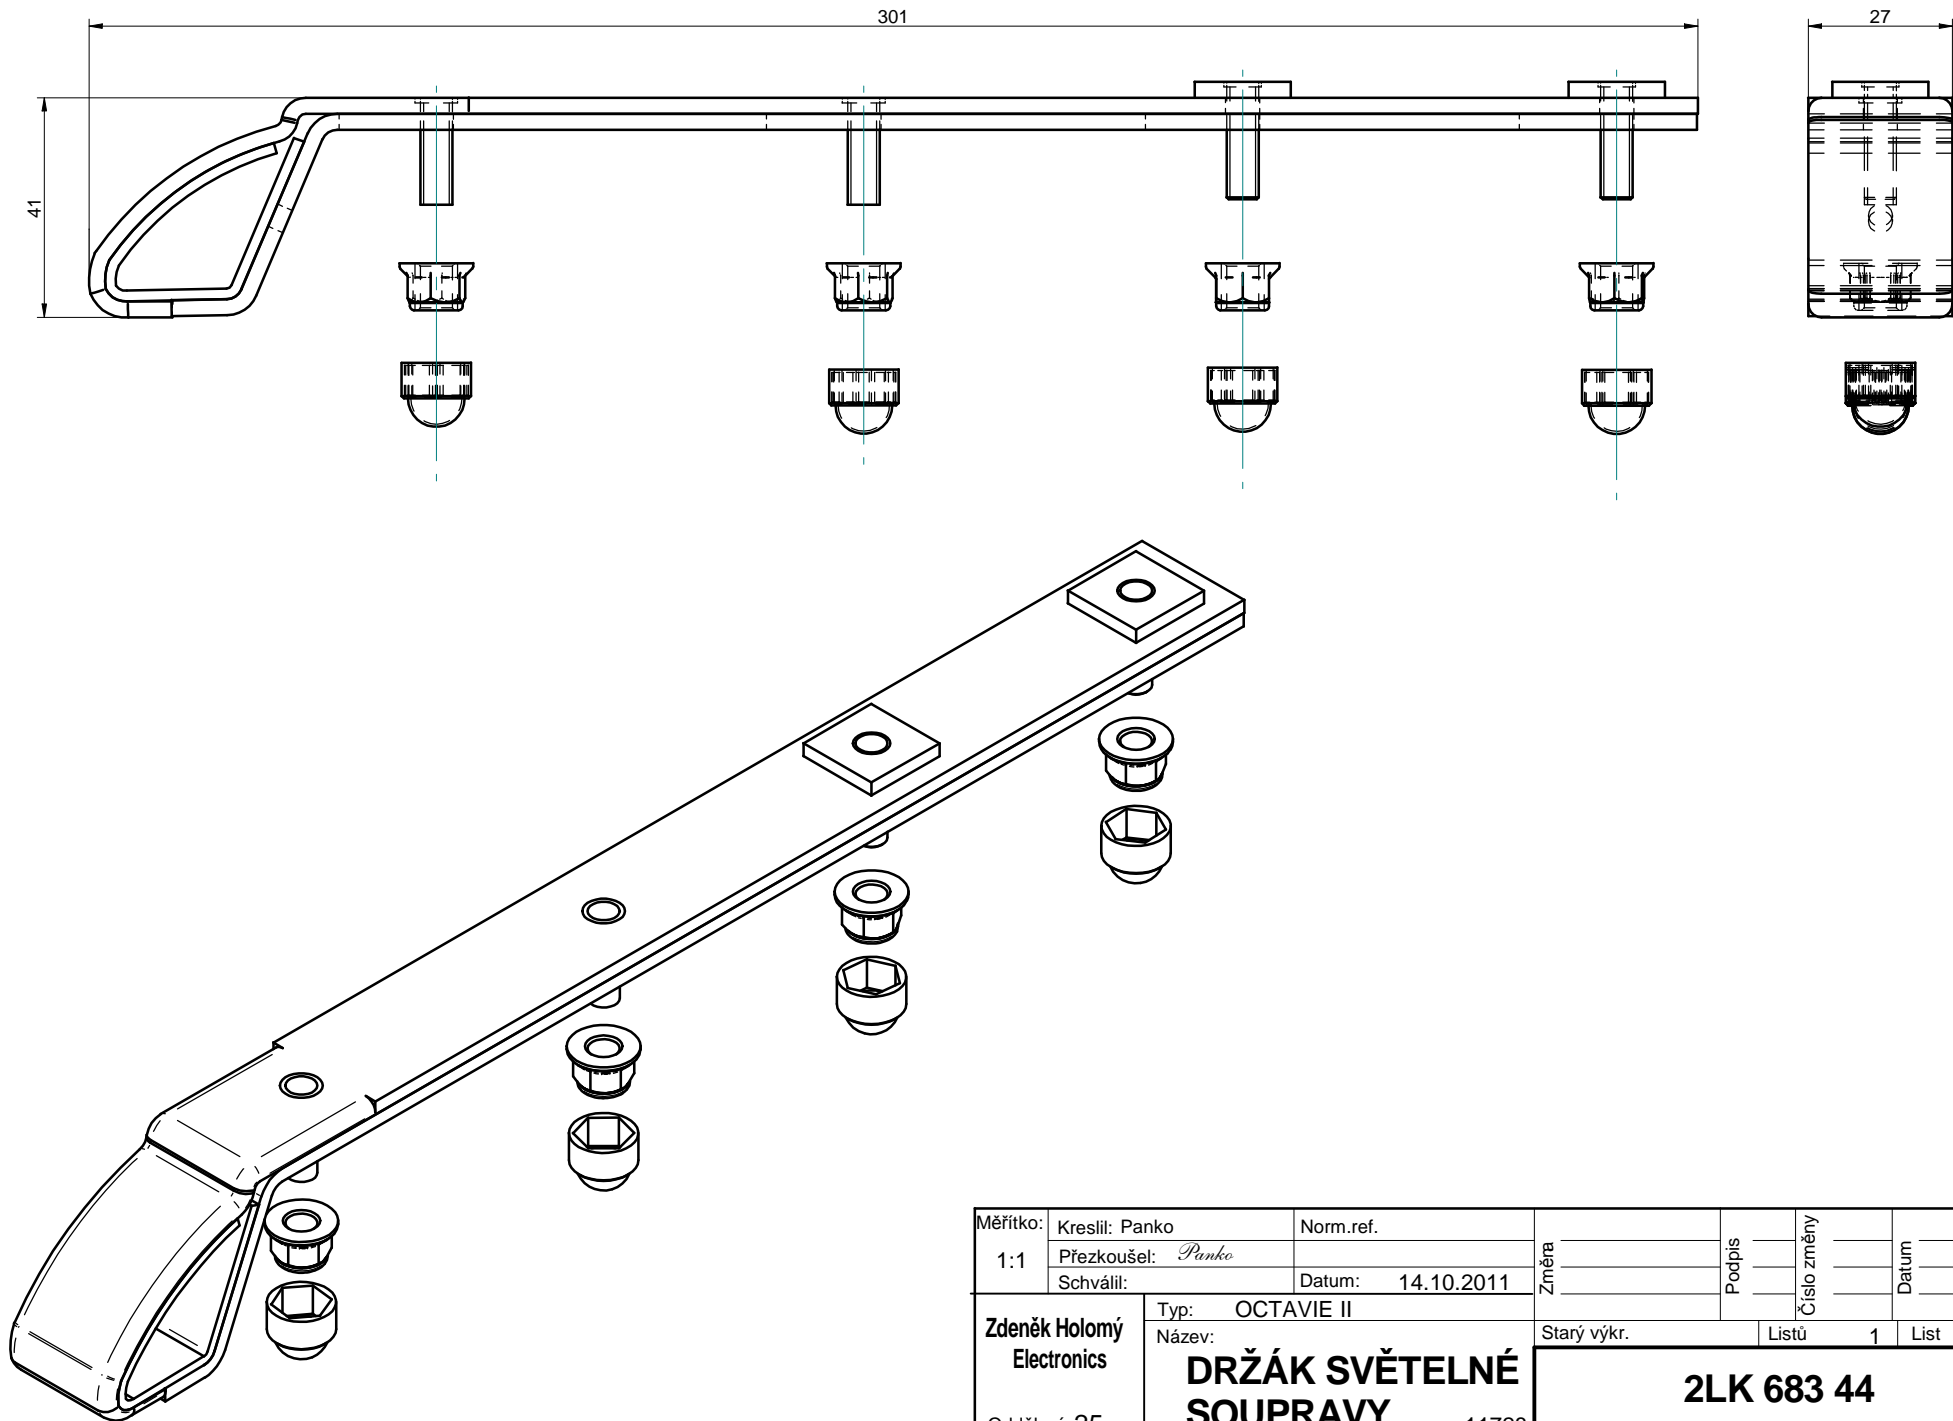 301
27
41
Měřítko:
1:1
Kreslil: Panko
Norm.ref.
Přezkoušel: Panko
Schválil:
Datum: 14.10.2011
Změna
Podpis
Číslo změny
Datum
Zdeněk Holomý
Electronics
Typ: OCTAVIE II
Název:
DRŽÁK SVĚTELNÉ
SOUPRAVY
Starý výkr.
Listů 1
List
2LK 683 44